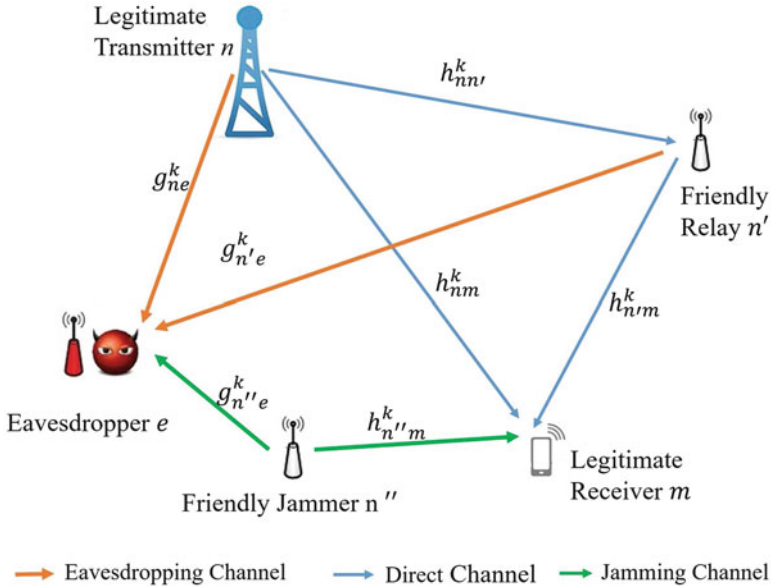 Legitimate
Transmitter n
h^k_{nn′}
g^k_{ne}
Friendly
Relay n′
g^k_{n′e}
h^k_{nm}
h^k_{n′m}
Eavesdropper e
g^k_{n″e}
h^k_{n″m}
Friendly Jammer n″
Legitimate
Receiver m
Eavesdropping Channel
Direct Channel
Jamming Channel